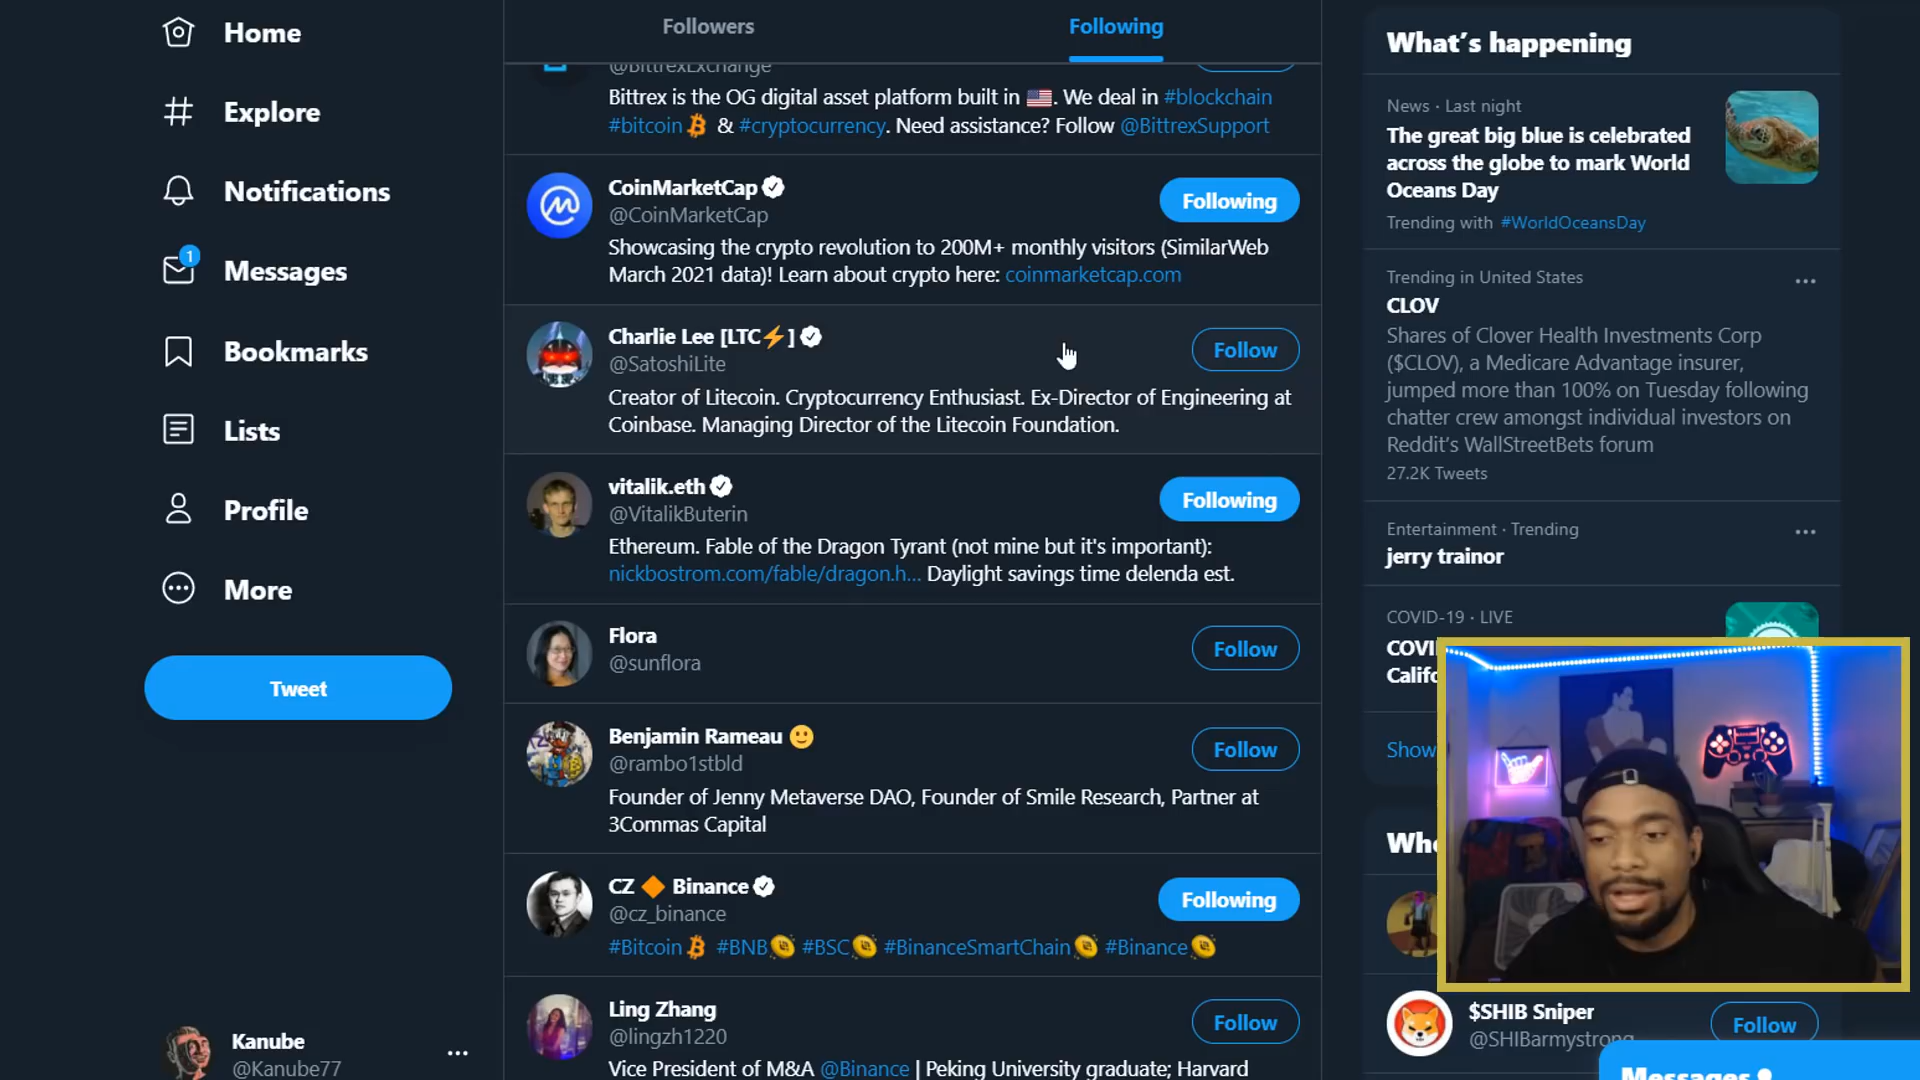 Home
Explore
Notifications
1
Messages
Bookmarks
Lists
Profile
More
Tweet
Kanube
@Kanube77
Followers
Following
@BittrexExchange
Bittrex is the OG digital asset platform built in 🇺🇸. We deal in #blockchain
#bitcoin & #cryptocurrency. Need assistance? Follow @BittrexSupport
CoinMarketCap
@CoinMarketCap
Following
Showcasing the crypto revolution to 200M+ monthly visitors (SimilarWeb
March 2021 data)! Learn about crypto here: coinmarketcap.com
Charlie Lee [LTC⚡]
@SatoshiLite
Follow
Creator of Litecoin. Cryptocurrency Enthusiast. Ex-Director of Engineering at
Coinbase. Managing Director of the Litecoin Foundation.
vitalik.eth
@VitalikButerin
Following
Ethereum. Fable of the Dragon Tyrant (not mine but it's important):
nickbostrom.com/fable/dragon.h... Daylight savings time delenda est.
Flora
@sunflora
Follow
Benjamin Rameau 🙂
@rambo1stbld
Follow
Founder of Jenny Metaverse DAO, Founder of Smile Research, Partner at
3Commas Capital
CZ 🔶 Binance
@cz_binance
Following
#Bitcoin #BNB #BSC #BinanceSmartChain #Binance
Ling Zhang
@lingzh1220
Follow
Vice President of M&A @Binance | Peking University graduate; Harvard
What's happening
News · Last night
The great big blue is celebrated
across the globe to mark World
Oceans Day
Trending with #WorldOceansDay
Trending in United States
CLOV
Shares of Clover Health Investments Corp
($CLOV), a Medicare Advantage insurer,
jumped more than 100% on Tuesday following
chatter crew amongst individual investors on
Reddit's WallStreetBets forum
27.2K Tweets
Entertainment · Trending
jerry trainor
COVID-19 · LIVE
COVI
Califo
Show
Who
$SHIB Sniper
@SHIBarmystrong
Follow
Messages